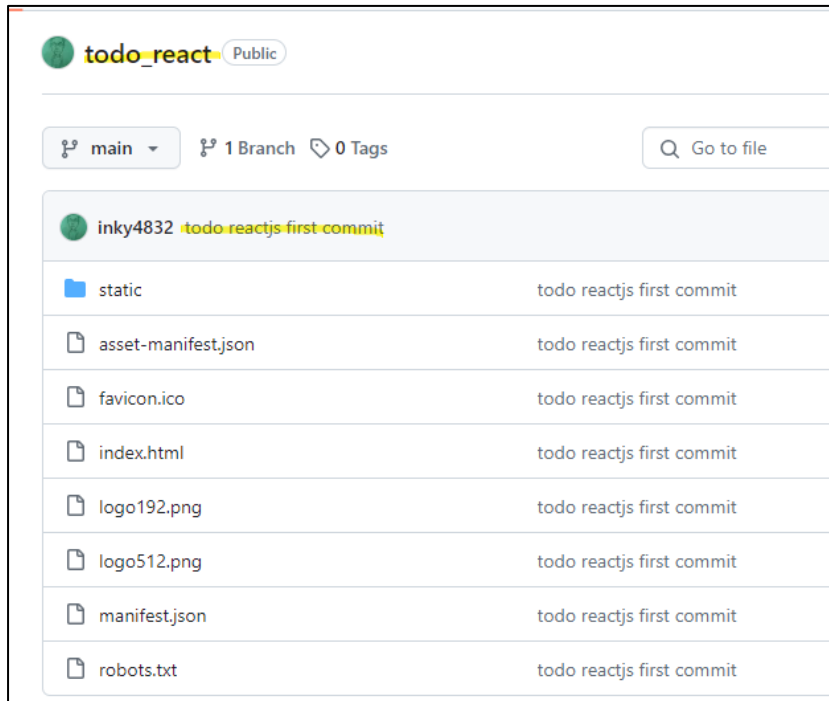 todo_react Public
main 1 Branch 0 Tags Go to file
inky4832 todo reactjs first commit
static todo reactjs first commit
asset-manifest.json todo reactjs first commit
favicon.ico todo reactjs first commit
index.html todo reactjs first commit
logo192.png todo reactjs first commit
logo512.png todo reactjs first commit
manifest.json todo reactjs first commit
robots.txt todo reactjs first commit